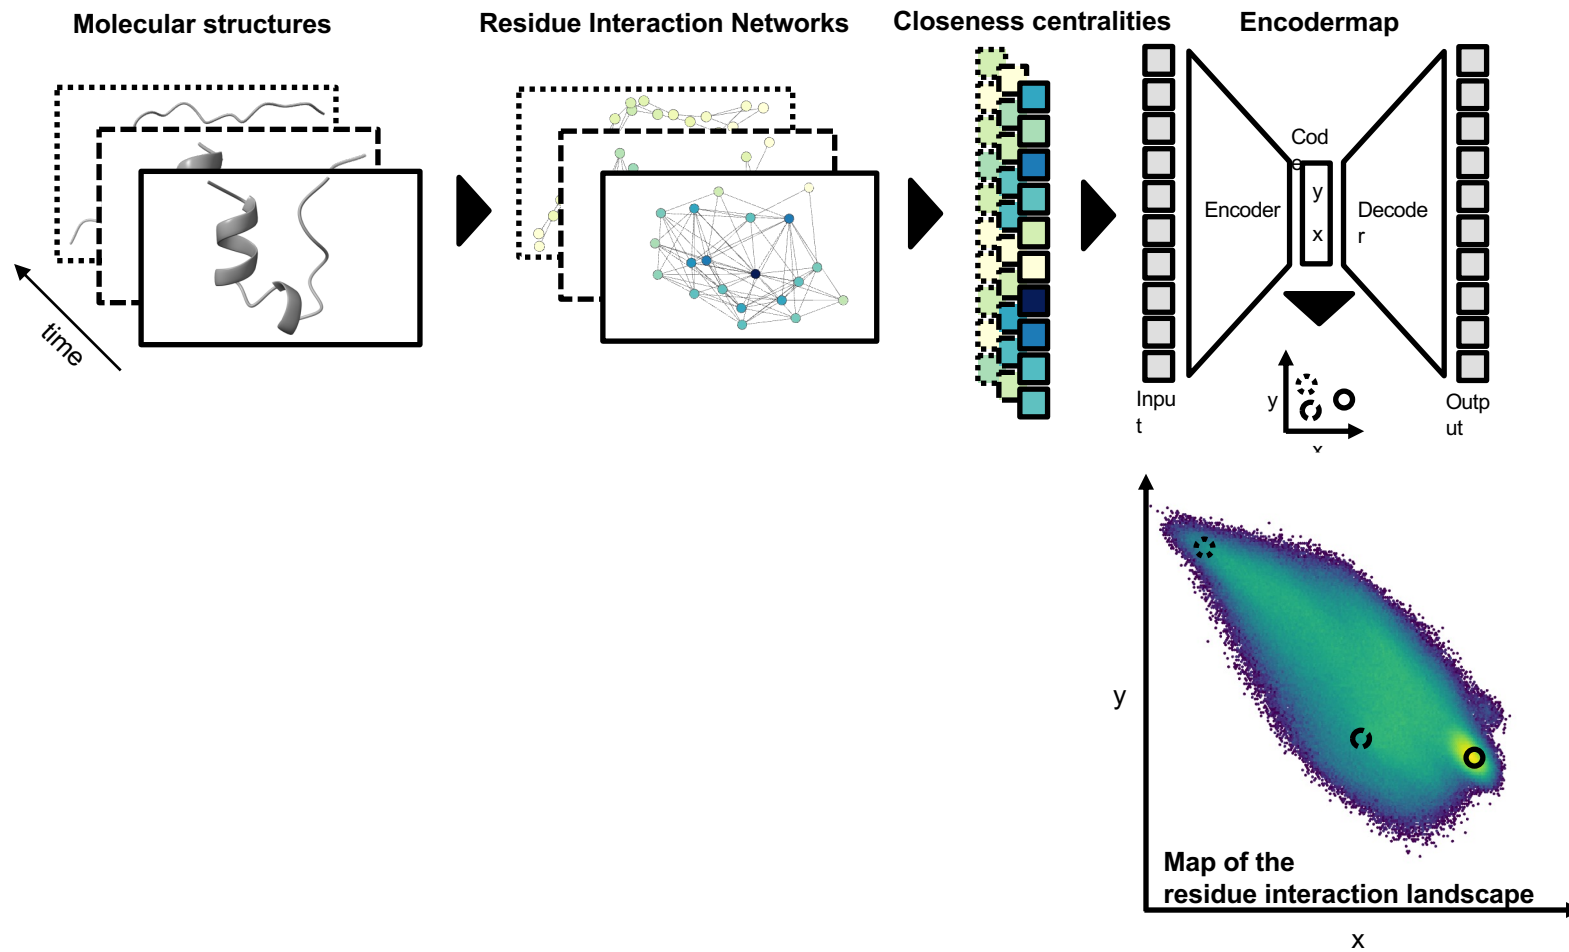 Molecular structures
Residue Interaction Networks
Closeness centralities
Encodermap
time
Cod
e
y
x
Encoder
Decode
r
Inpu
t
Outp
ut
y
x
y
Map of the
residue interaction landscape
x